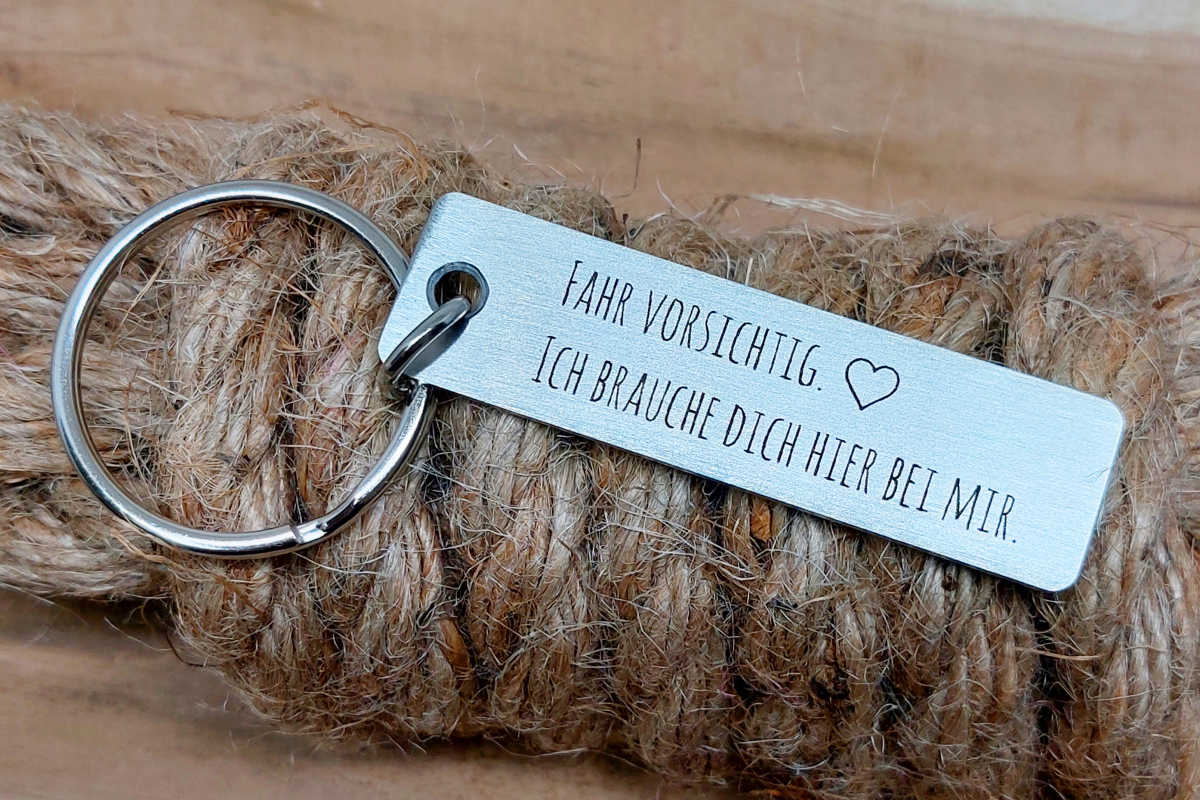 Fahr vorsichtig. ♡
Ich brauche dich hier bei mir.